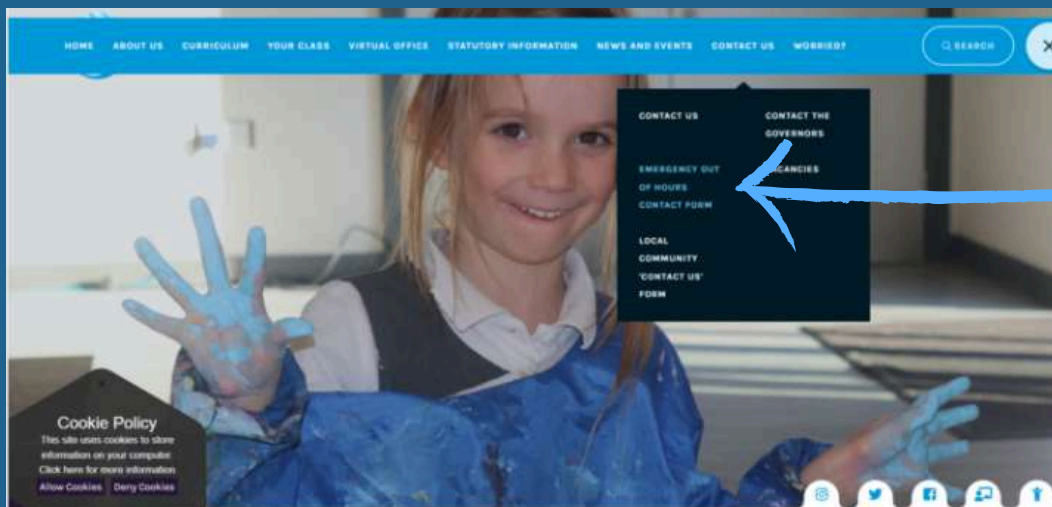 HOME ABOUT US CURRICULUM YOUR CLASS VIRTUAL OFFICE STATUTORY INFORMATION NEWS AND EVENTS CONTACT US WORRIED? SEARCH
CONTACT US
CONTACT THE
GOVERNORS
EMERGENCY OUT
OF HOURS
CONTACT FORM
LOCAL
COMMUNITY
'CONTACT US'
FORM
Cookie Policy
This site uses cookies to store
information on your computer
Click here for more information
Allow Cookies Deny Cookies